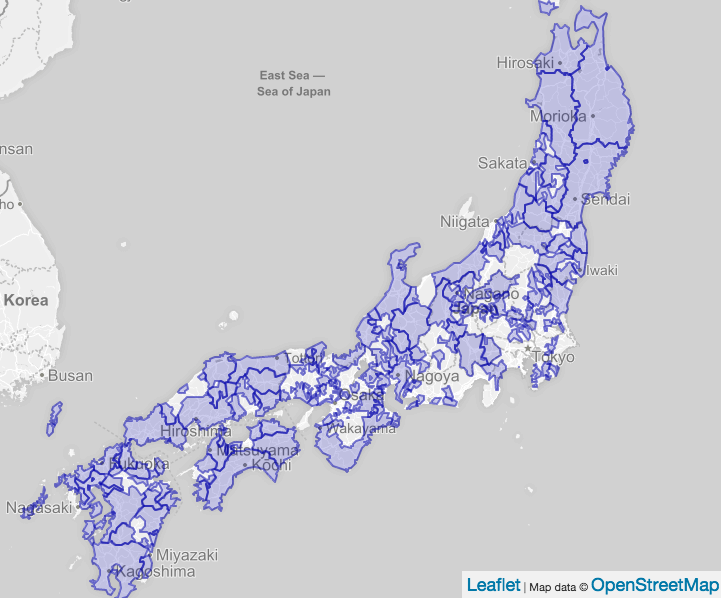 East Sea —
Sea of Japan
Hirosaki
Morioka
nsan
Sakata
ho
Sendai
Niigata
Iwaki
Korea
Nagano
Japan
Tottori
Tokyo
Busan
Nagoya
Osaka
Hiroshima
Wakayama
Matsuyama
Fukuoka
Kochi
Nagasaki
Miyazaki
Kagoshima
Leaflet | Map data © OpenStreetMap